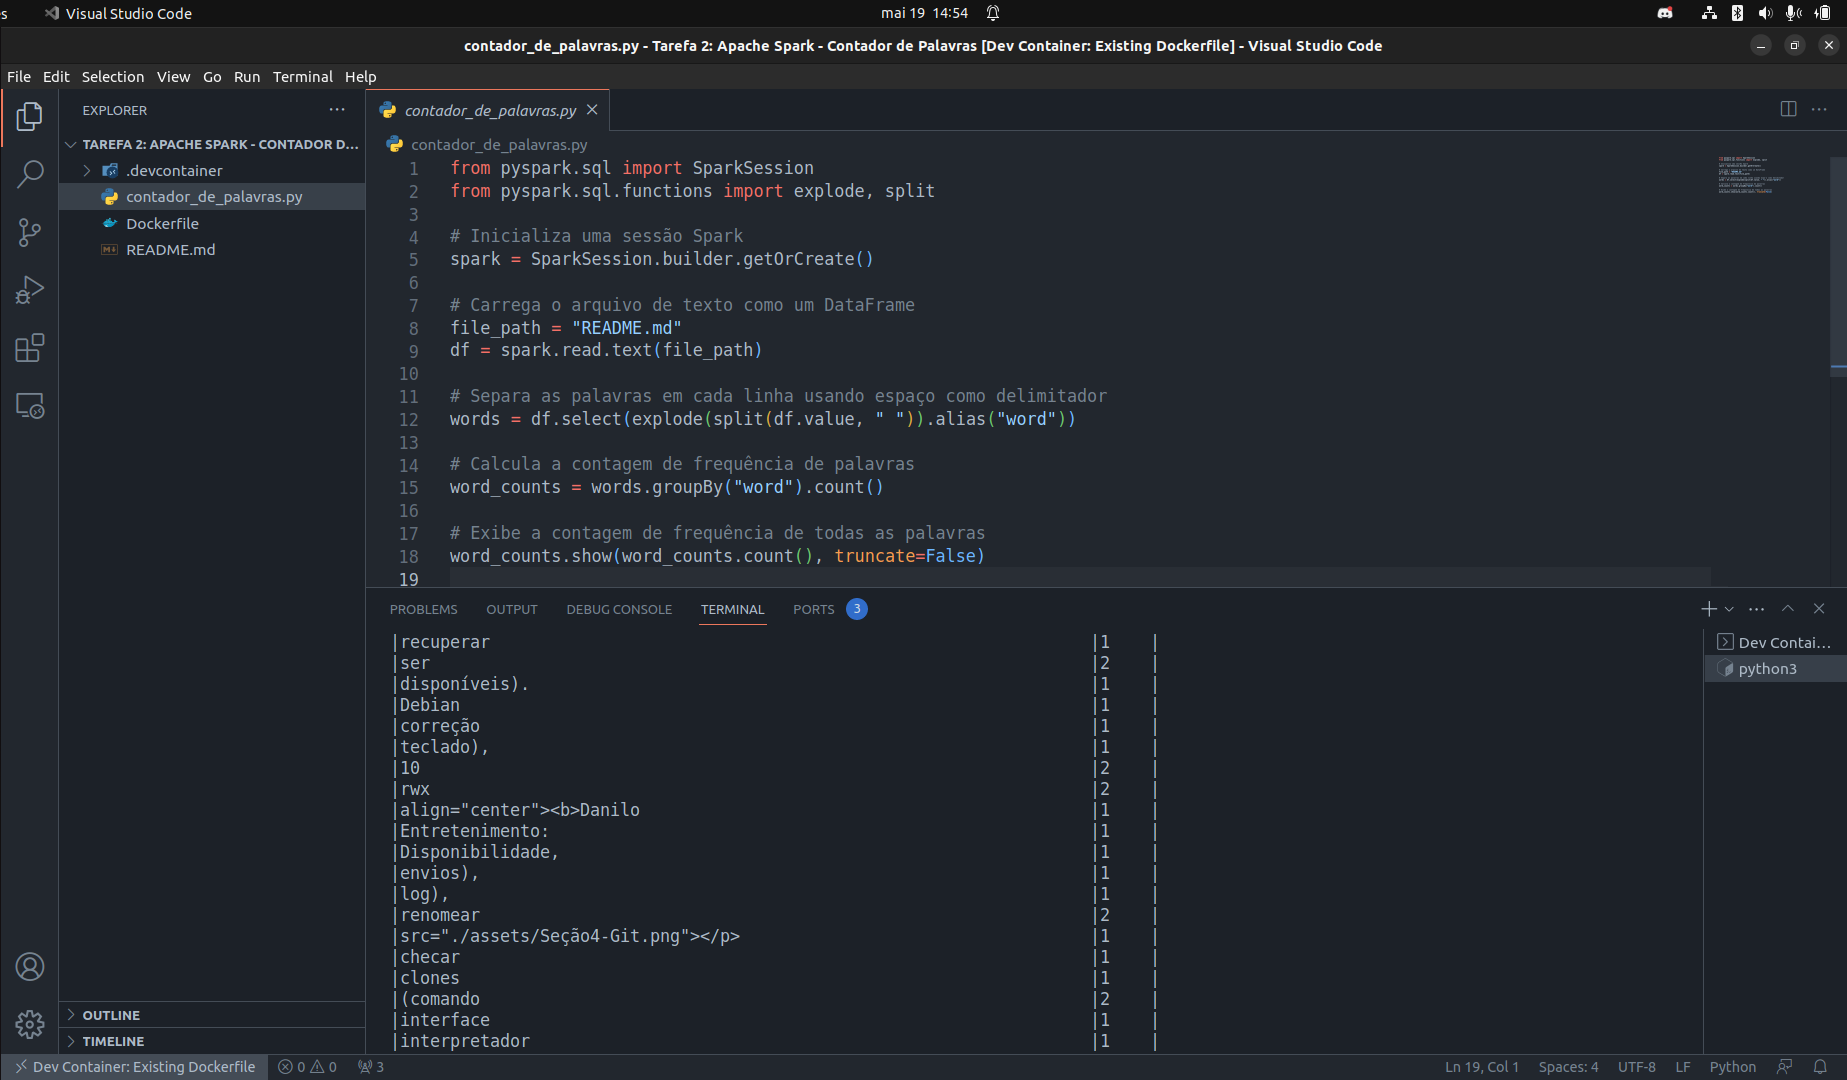 s Visual Studio Code mai 19 14:54
contador_de_palavras.py - Tarefa 2: Apache Spark - Contador de Palavras [Dev Container: Existing Dockerfile] - Visual Studio Code
File Edit Selection View Go Run Terminal Help
EXPLORER
TAREFA 2: APACHE SPARK - CONTADOR D...
.devcontainer
contador_de_palavras.py
Dockerfile
README.md
OUTLINE
TIMELINE
contador_de_palavras.py
contador_de_palavras.py
1 from pyspark.sql import SparkSession
2 from pyspark.sql.functions import explode, split
3
4 # Inicializa uma sessão Spark
5 spark = SparkSession.builder.getOrCreate()
6
7 # Carrega o arquivo de texto como um DataFrame
8 file_path = "README.md"
9 df = spark.read.text(file_path)
10
11 # Separa as palavras em cada linha usando espaço como delimitador
12 words = df.select(explode(split(df.value, " ")).alias("word"))
13
14 # Calcula a contagem de frequência de palavras
15 word_counts = words.groupBy("word").count()
16
17 # Exibe a contagem de frequência de todas as palavras
18 word_counts.show(word_counts.count(), truncate=False)
19
PROBLEMS OUTPUT DEBUG CONSOLE TERMINAL PORTS 3
|recuperar |1 |
|ser |2 |
|disponíveis). |1 |
|Debian |1 |
|correção |1 |
|teclado), |1 |
|10 |2 |
|rwx |2 |
|align="center"><b>Danilo |1 |
|Entretenimento: |1 |
|Disponibilidade, |1 |
|envios), |1 |
|log), |1 |
|renomear |2 |
|src="./assets/Seção4-Git.png"></p> |1 |
|checar |1 |
|clones |1 |
|(comando |2 |
|interface |1 |
|interpretador |1 |
Dev Contai...
python3
Dev Container: Existing Dockerfile 0 0 3 Ln 19, Col 1 Spaces: 4 UTF-8 LF Python